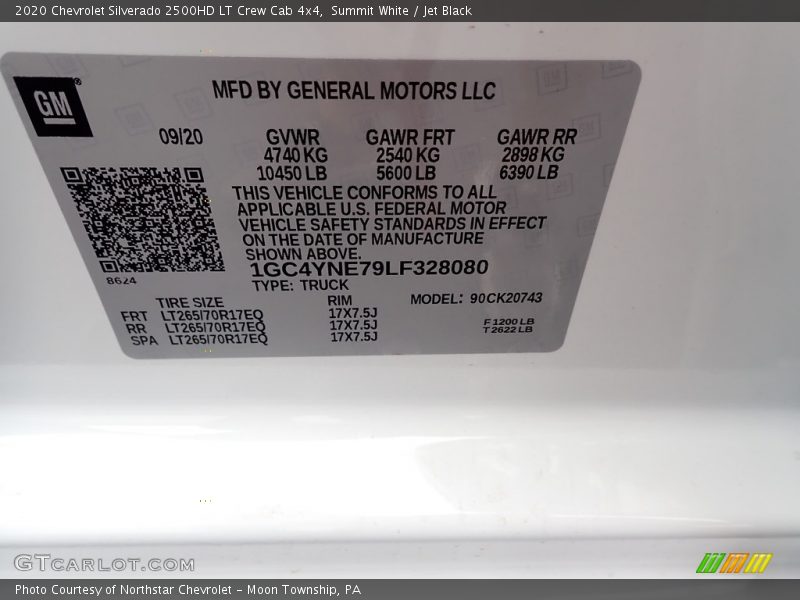 2020 Chevrolet Silverado 2500HD LT Crew Cab 4x4,  Summit White / Jet Black
GM®
MFD BY GENERAL MOTORS LLC
09/20 GVWR GAWR FRT GAWR RR
4740 KG 2540 KG 2898 KG
10450 LB 5600 LB 6390 LB
THIS VEHICLE CONFORMS TO ALL
APPLICABLE U.S. FEDERAL MOTOR
VEHICLE SAFETY STANDARDS IN EFFECT
ON THE DATE OF MANUFACTURE
SHOWN ABOVE.
8624
1GC4YNE79LF328080
TYPE: TRUCK
TIRE SIZE RIM MODEL: 90CK20743
FRT LT265/70R17EQ 17X7.5J
RR LT265/70R17EQ 17X7.5J
SPA LT265/70R17EQ 17X7.5J
F 1200 LB
T 2622 LB
GTCARLOT.COM
Photo Courtesy of Northstar Chevrolet - Moon Township, PA